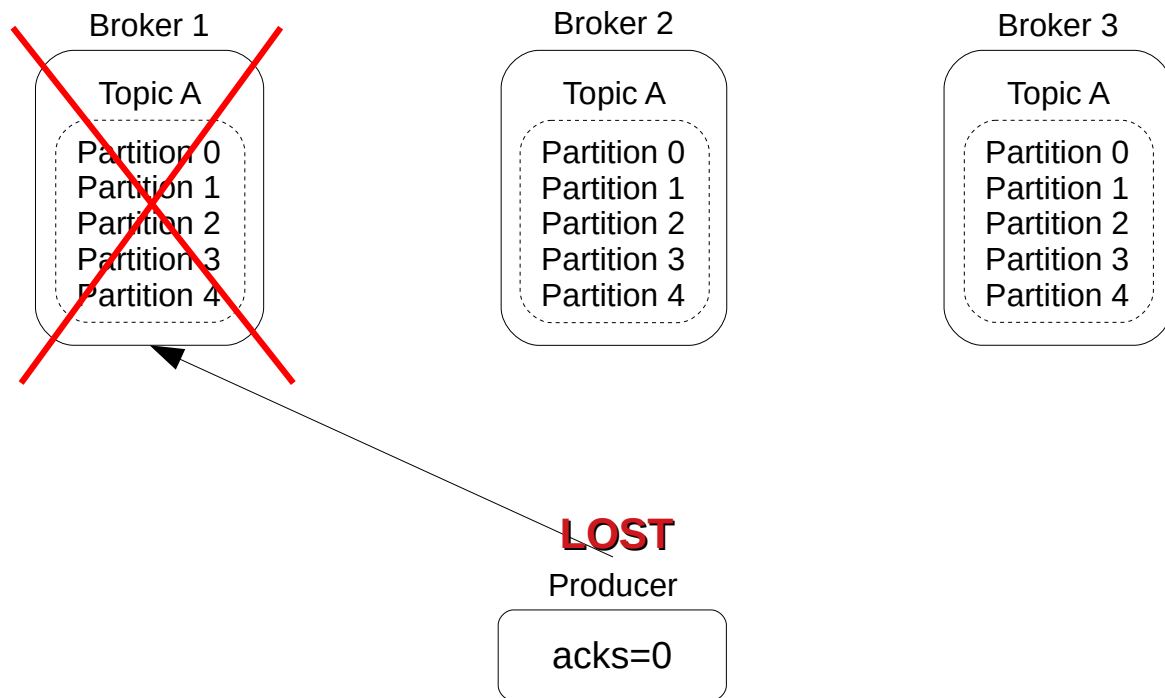 Broker 1
Topic A
Partition 0
Partition 1
Partition 2
Partition 3
Partition 4
Broker 2
Topic A
Partition 0
Partition 1
Partition 2
Partition 3
Partition 4
Broker 3
Topic A
Partition 0
Partition 1
Partition 2
Partition 3
Partition 4
LOST
Producer
acks=0